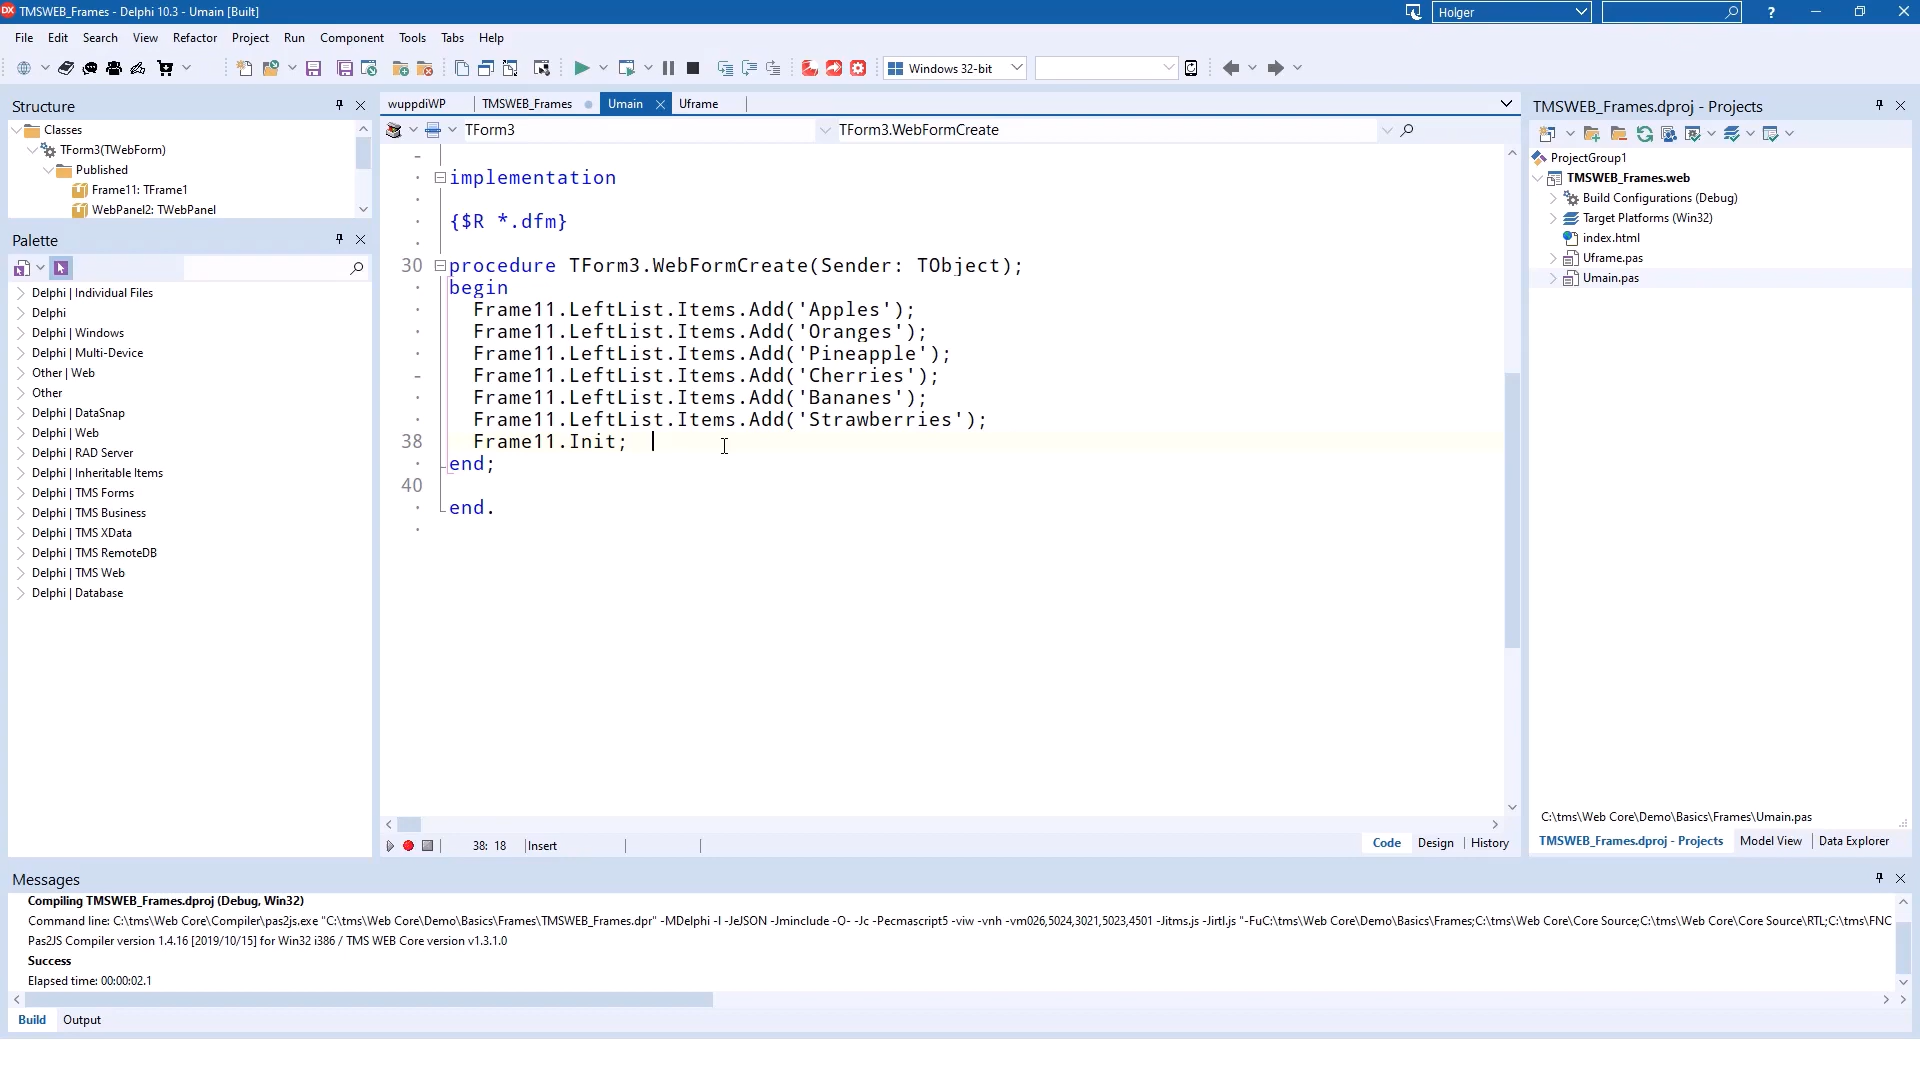 TMSWEB_Frames - Delphi 10.3 - Umain [Built]
Holger
?
File Edit Search View Refactor Project Run Component Tools Tabs Help
Windows 32-bit
Structure
Classes
TForm3(TWebForm)
Published
Frame11: TFrame1
WebPanel2: TWebPanel
Palette
Delphi | Individual Files
Delphi
Delphi | Windows
Delphi | Multi-Device
Other | Web
Other
Delphi | DataSnap
Delphi | Web
Delphi | RAD Server
Delphi | Inheritable Items
Delphi | TMS Forms
Delphi | TMS Business
Delphi | TMS XData
Delphi | TMS RemoteDB
Delphi | TMS Web
Delphi | Database
wuppdiWP TMSWEB_Frames Umain Uframe
TForm3 TForm3.WebFormCreate
implementation
{$R *.dfm}
30 procedure TForm3.WebFormCreate(Sender: TObject);
begin
Frame11.LeftList.Items.Add('Apples');
Frame11.LeftList.Items.Add('Oranges');
Frame11.LeftList.Items.Add('Pineapple');
Frame11.LeftList.Items.Add('Cherries');
Frame11.LeftList.Items.Add('Bananes');
Frame11.LeftList.Items.Add('Strawberries');
38 Frame11.Init;
end;
40
end.
38: 18 Insert
Code Design History
TMSWEB_Frames.dproj - Projects
ProjectGroup1
TMSWEB_Frames.web
Build Configurations (Debug)
Target Platforms (Win32)
index.html
Uframe.pas
Umain.pas
C:\tms\Web Core\Demo\Basics\Frames\Umain.pas
TMSWEB_Frames.dproj - Projects Model View Data Explorer
Messages
Compiling TMSWEB_Frames.dproj (Debug, Win32)
Command line: C:\tms\Web Core\Compiler\pas2js.exe "C:\tms\Web Core\Demo\Basics\Frames\TMSWEB_Frames.dpr" -MDelphi -I -JeJSON -Jminclude -O- -Jc -Pecmascript5 -viw -vnh -vm026,5024,3021,5023,4501 -Jitms.js -Jirtl.js "-FuC:\tms\Web Core\Demo\Basics\Frames;C:\tms\Web Core\Core Source;C:\tms\Web Core\Core Source\RTL;C:\tms\FNC
Pas2JS Compiler version 1.4.16 [2019/10/15] for Win32 i386 / TMS WEB Core version v1.3.1.0
Success
Elapsed time: 00:00:02.1
Build Output